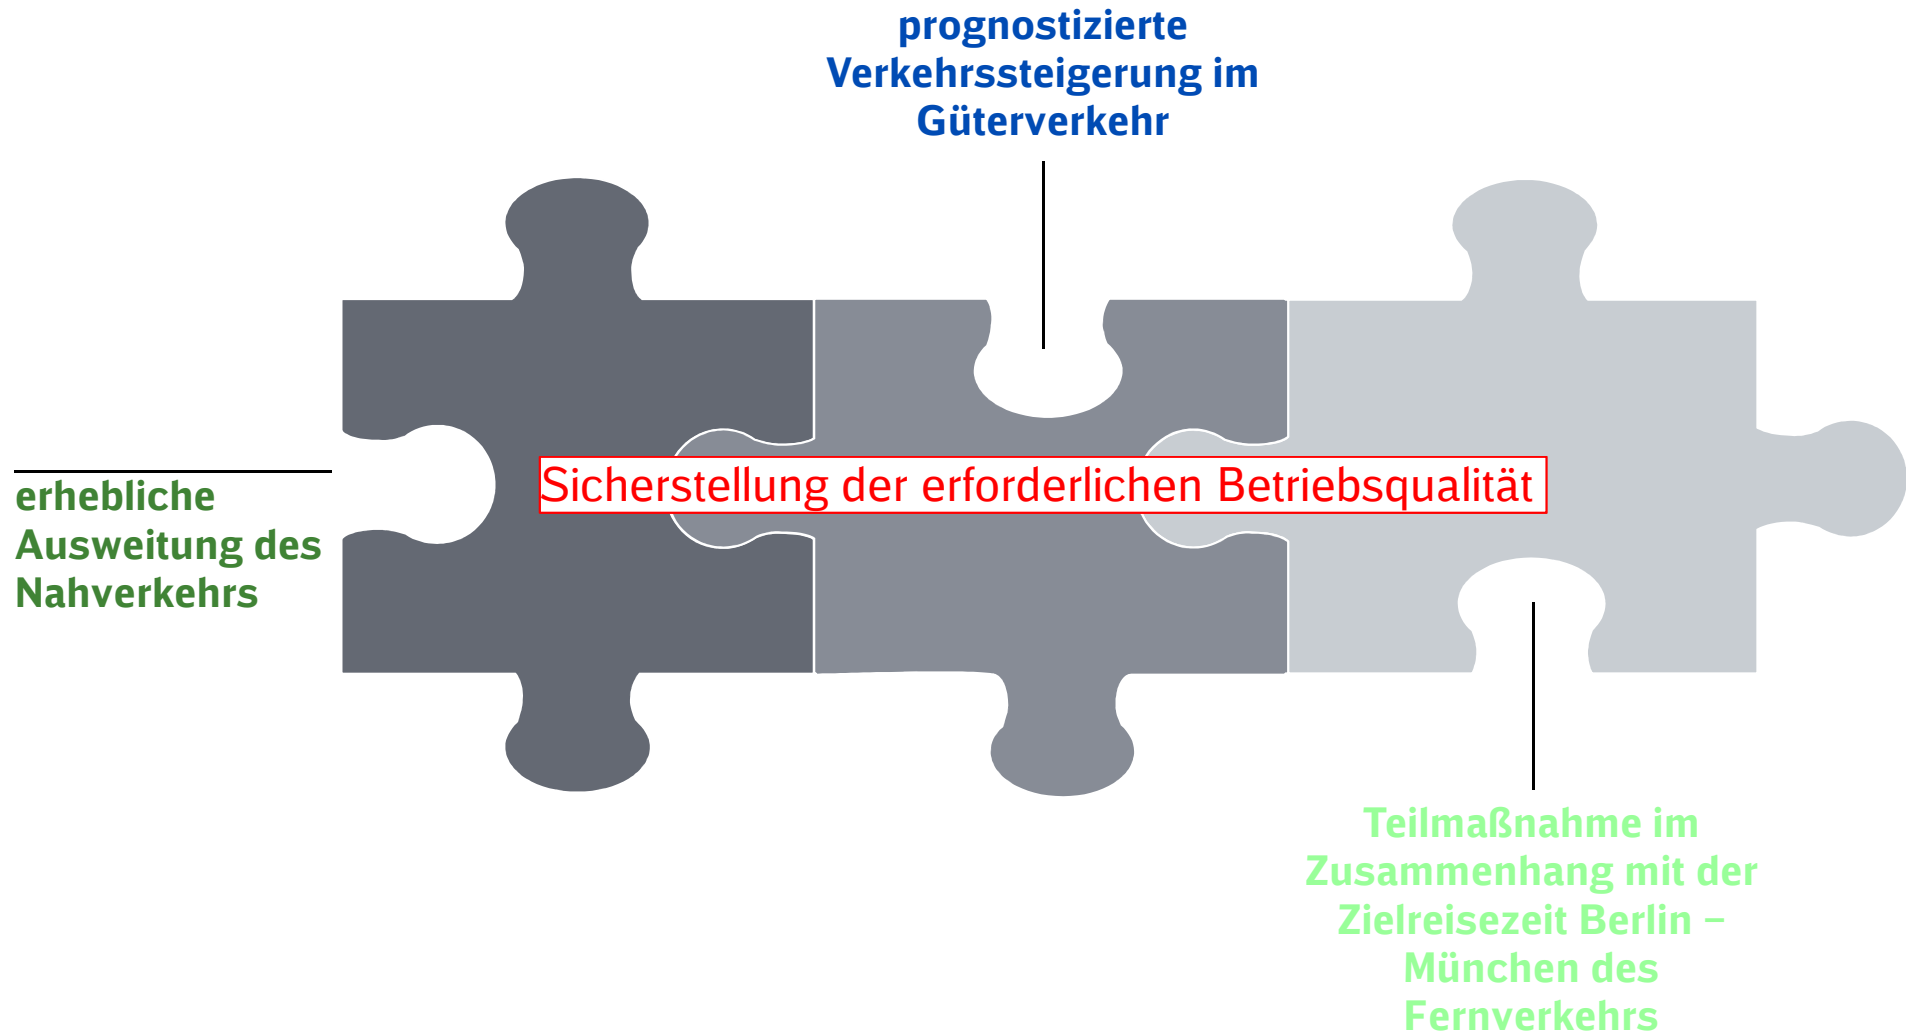 prognostizierte
Verkehrssteigerung im
Güterverkehr
Sicherstellung der erforderlichen Betriebsqualität
erhebliche
Ausweitung des
Nahverkehrs
Teilmaßnahme im
Zusammenhang mit der
Zielreisezeit Berlin –
München des
Fernverkehrs